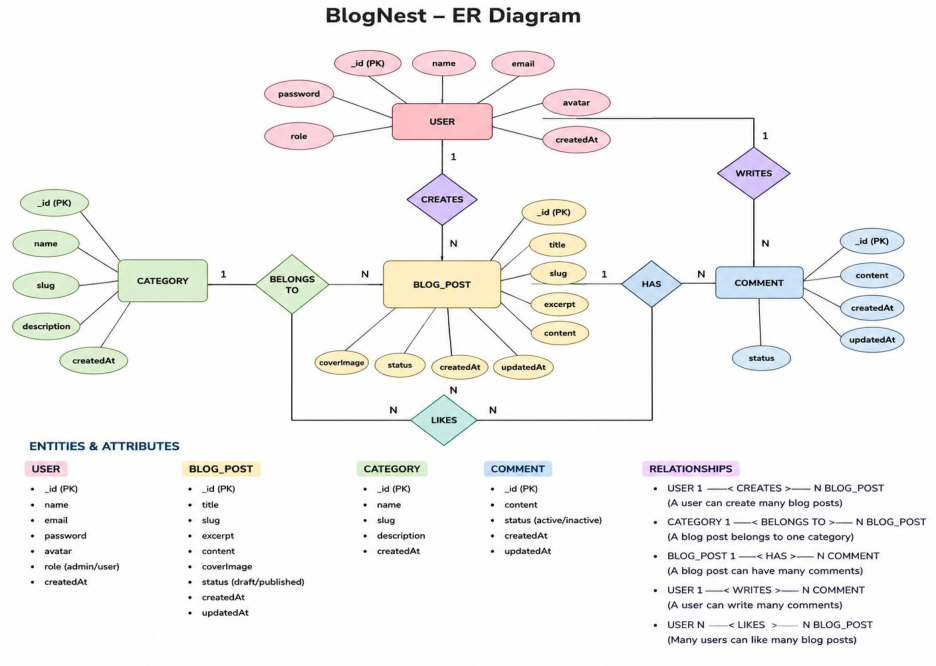 BlogNest – ER Diagram
_id (PK)
name
email
password
avatar
USER
role
createdAt
1
1
WRITES
CREATES
_id (PK)
_id (PK)
N
N
title
_id (PK)
name
slug
content
CATEGORY
1
BELONGS
TO
N
BLOG_POST
1
HAS
N
COMMENT
slug
excerpt
createdAt
description
content
updatedAt
createdAt
coverImage
status
createdAt
updatedAt
status
N
N
LIKES
N
ENTITIES & ATTRIBUTES
USER
• _id (PK)
• name
• email
• password
• avatar
• role (admin/user)
• createdAt
BLOG_POST
• _id (PK)
• title
• slug
• excerpt
• content
• coverImage
• status (draft/published)
• createdAt
• updatedAt
CATEGORY
• _id (PK)
• name
• slug
• description
• createdAt
COMMENT
• _id (PK)
• content
• status (active/inactive)
• createdAt
• updatedAt
RELATIONSHIPS
• USER 1 ——< CREATES >—— N BLOG_POST
(A user can create many blog posts)
• CATEGORY 1 ——< BELONGS TO >—— N BLOG_POST
(A blog post belongs to one category)
• BLOG_POST 1 ——< HAS >—— N COMMENT
(A blog post can have many comments)
• USER 1 ——< WRITES >—— N COMMENT
(A user can write many comments)
• USER N ——< LIKES >—— N BLOG_POST
(Many users can like many blog posts)